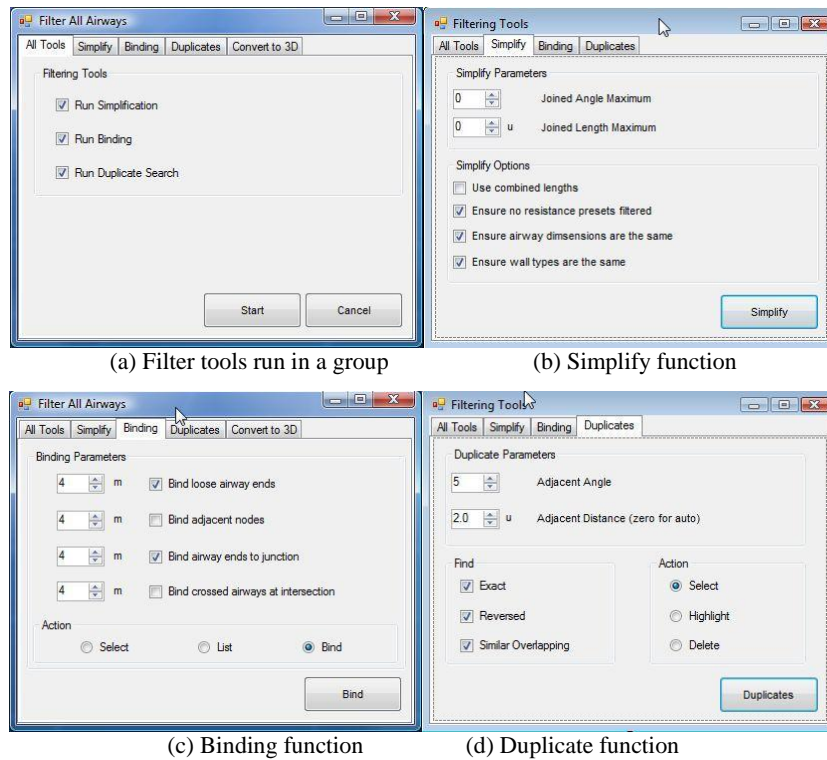 Filter All Airways
All Tools Simplify Binding Duplicates Convert to 3D
Filtering Tools
Run Simplification
Run Binding
Run Duplicate Search
Start Cancel
(a) Filter tools run in a group
Filtering Tools
All Tools Simplify Binding Duplicates
Simplify Parameters
0 Joined Angle Maximum
0 u Joined Length Maximum
Simplify Options
Use combined lengths
Ensure no resistance presets filtered
Ensure airway dimsensions are the same
Ensure wall types are the same
Simplify
(b) Simplify function
Filter All Airways
All Tools Simplify Binding Duplicates Convert to 3D
Binding Parameters
4 m Bind loose airway ends
4 m Bind adjacent nodes
4 m Bind airway ends to junction
4 m Bind crossed airways at intersection
Action
Select List Bind
Bind
(c) Binding function
Filtering Tools
All Tools Simplify Binding Duplicates
Duplicate Parameters
5 Adjacent Angle
2.0 u Adjacent Distance (zero for auto)
Find
Exact
Reversed
Similar Overlapping
Action
Select
Highlight
Delete
Duplicates
(d) Duplicate function